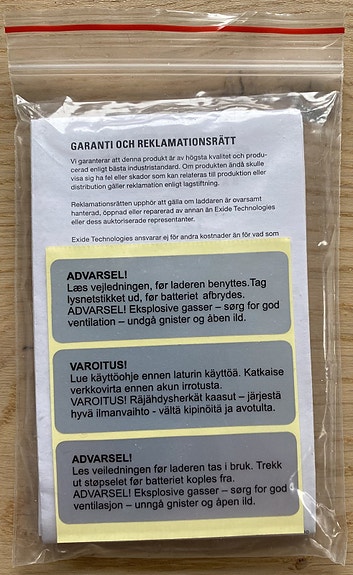 GARANTI OCH REKLAMATIONSRÄTT
Vi garanterar att denna produkt är av högsta kvalitet och produ-
cerad enligt bästa industristandard. Om produkten ändå skulle
visa sig ha fel eller skador som kan relateras till produktion eller
distribution gäller reklamation enligt lagstiftning.
Reklamationsrätten upphör att gälla om laddaren är ovarsamt
hanterad, öppnad eller reparerad av annan än Exide Technologies
eller dess auktoriserade representanter.
Exide Technologies ansvarar ej för andra kostnader än för vad som
ADVARSEL!
Læs vejledningen, før laderen benyttes.Tag
lysnetstikket ud, før batteriet afbrydes.
ADVARSEL! Eksplosive gasser – sørg for god
ventilation – undgå gnister og åben ild.
VAROITUS!
Lue käyttöohje ennen laturin käyttöä. Katkaise
verkkovirta ennen akun irrotusta.
VAROITUS! Räjähdysherkät kaasut – järjestä
hyvä ilmanvaihto - vältä kipinöitä ja avotulta.
ADVARSEL!
Les veiledningen før laderen tas i bruk. Trekk
ut støpselet før batteriet koples fra.
ADVARSEL! Eksplosive gasser – sørg for god
ventilasjon – unngå gnister og åpen ild.